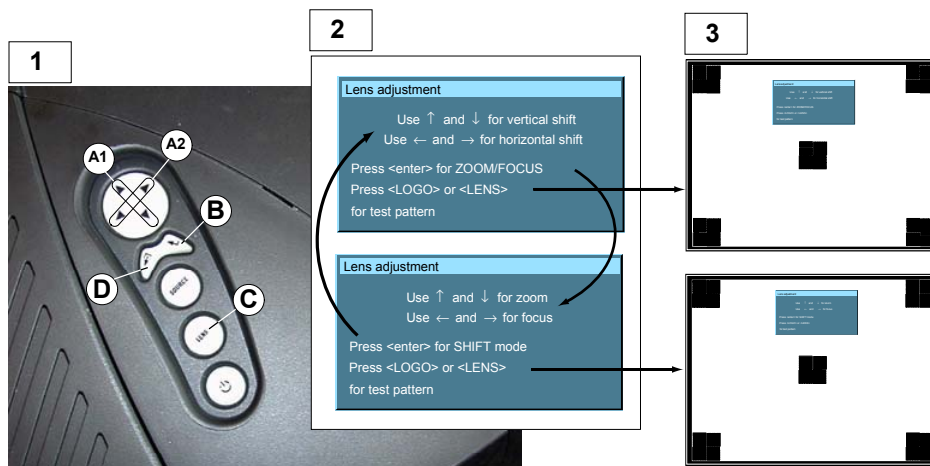 1
A1
A2
B
D
SOURCE
C
LENS
2
Lens adjustment
Use ↑ and ↓ for vertical shift
Use ← and → for horizontal shift
Press <enter> for ZOOM/FOCUS
Press <LOGO> or <LENS>
for test pattern
Lens adjustment
Use ↑ and ↓ for zoom
Use ← and → for focus
Press <enter> for SHIFT mode
Press <LOGO> or <LENS>
for test pattern
3